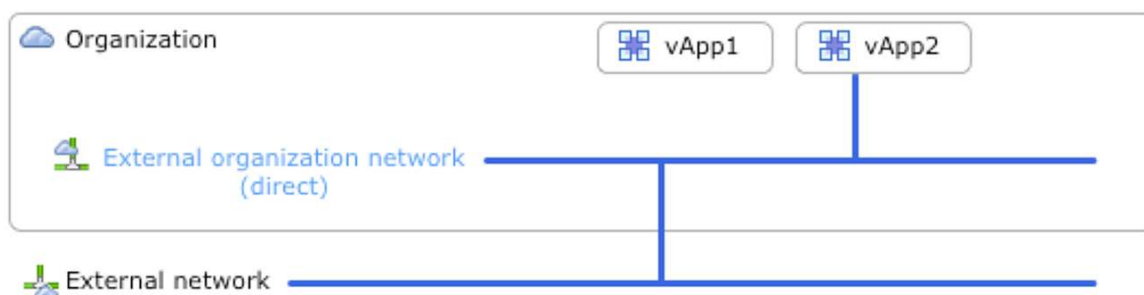 Organization
vApp1
vApp2
External organization network
(direct)
External network